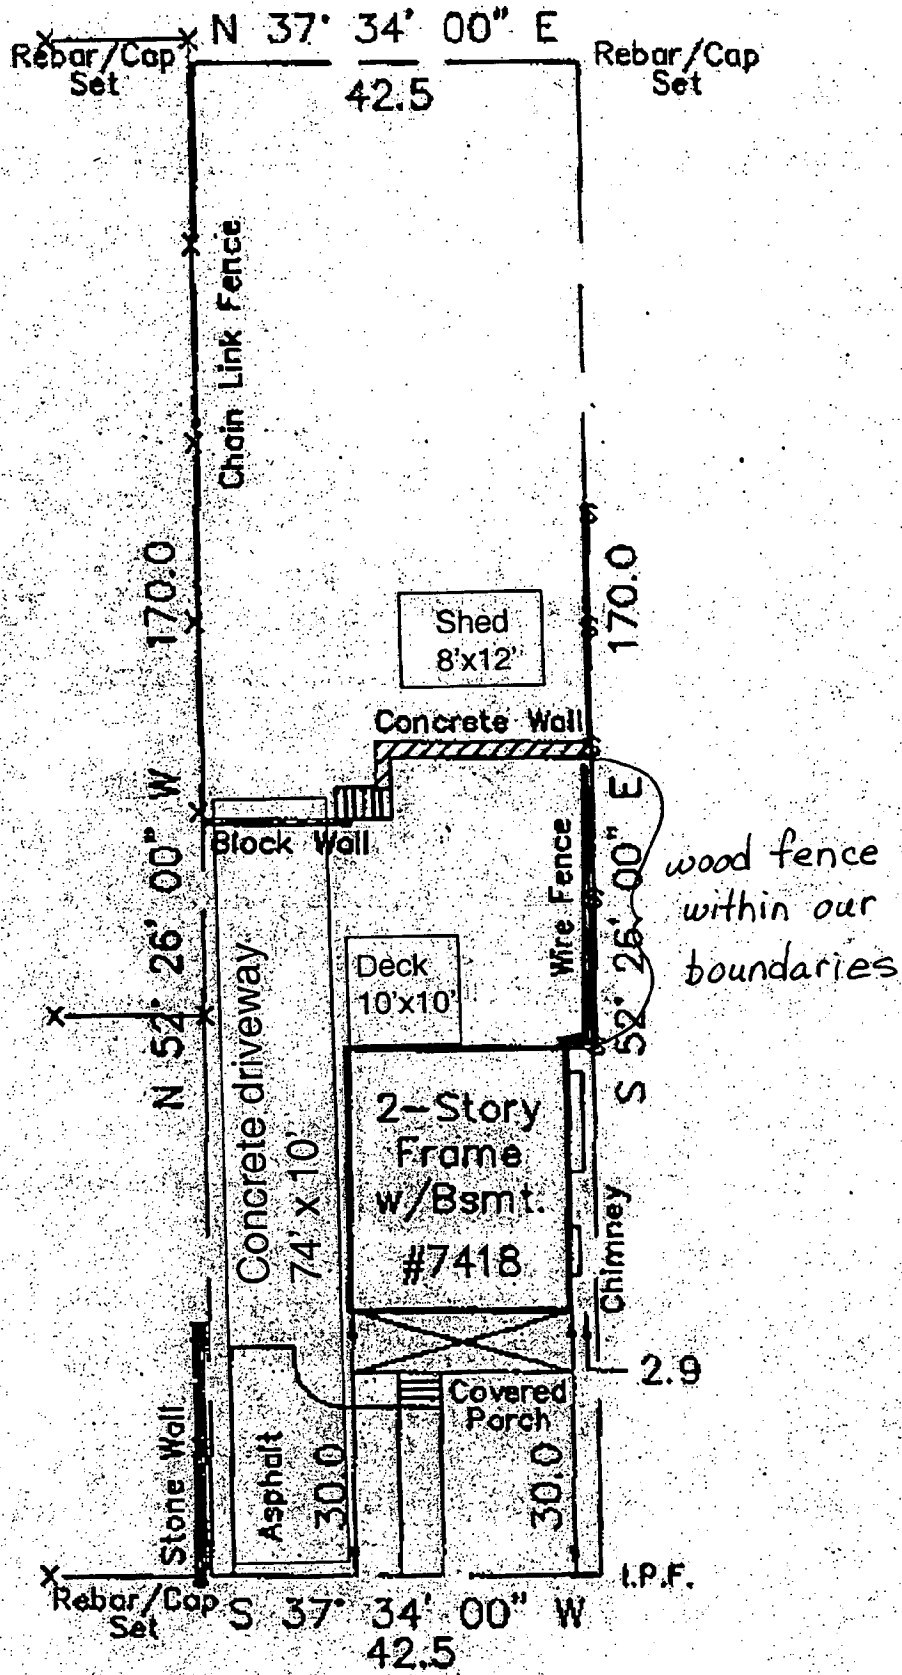 N 37° 34' 00" E
Rebar/Cap
Set
Rebar/Cap
Set
42.5
Chain Link Fence
170.0
170.0
Shed
8'x12'
Concrete Wall
N 52° 26' 00" W
Block Wall
Wire Fence
S 52° 26' 00" E
wood fence
within our
boundaries
Deck
10'x10'
Concrete driveway
74' x 10'
2-Story
Frame
w/Bsmt.
#7418
Chimney
2.9
Covered
Porch
Stone Wall
Asphalt
30.0
30.0
I.P.F.
Rebar/Cap
Set
S 37° 34' 00" W
42.5